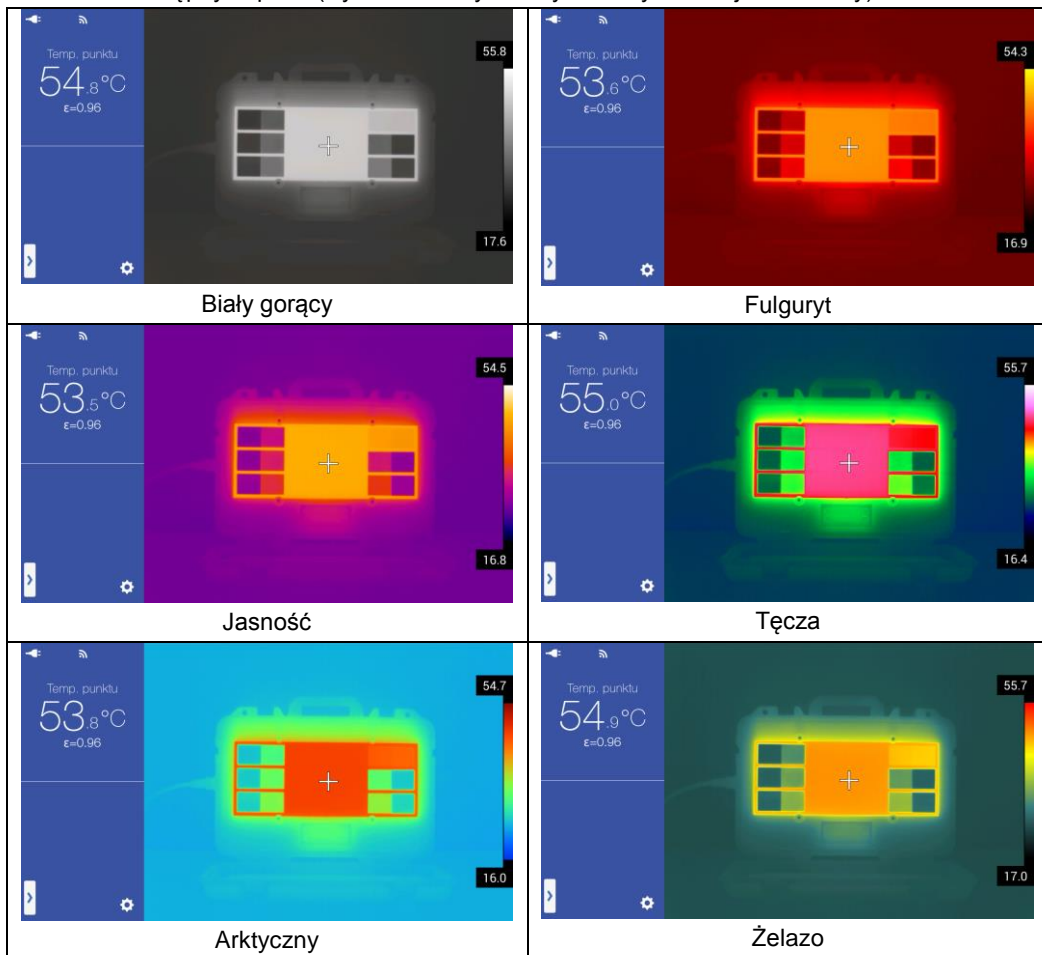 Temp. punktu
54.8°C
ε=0.96
55.8
17.6
Biały gorący
Temp. punktu
53.6°C
ε=0.96
54.3
16.9
Fulguryt
Temp. punktu
53.5°C
ε=0.96
54.5
16.8
Jasność
Temp. punktu
55.0°C
ε=0.96
55.7
16.4
Tęcza
Temp. punktu
53.8°C
ε=0.96
54.7
16.0
Arktyczny
Temp. punktu
54.9°C
ε=0.96
55.7
17.0
Żelazo